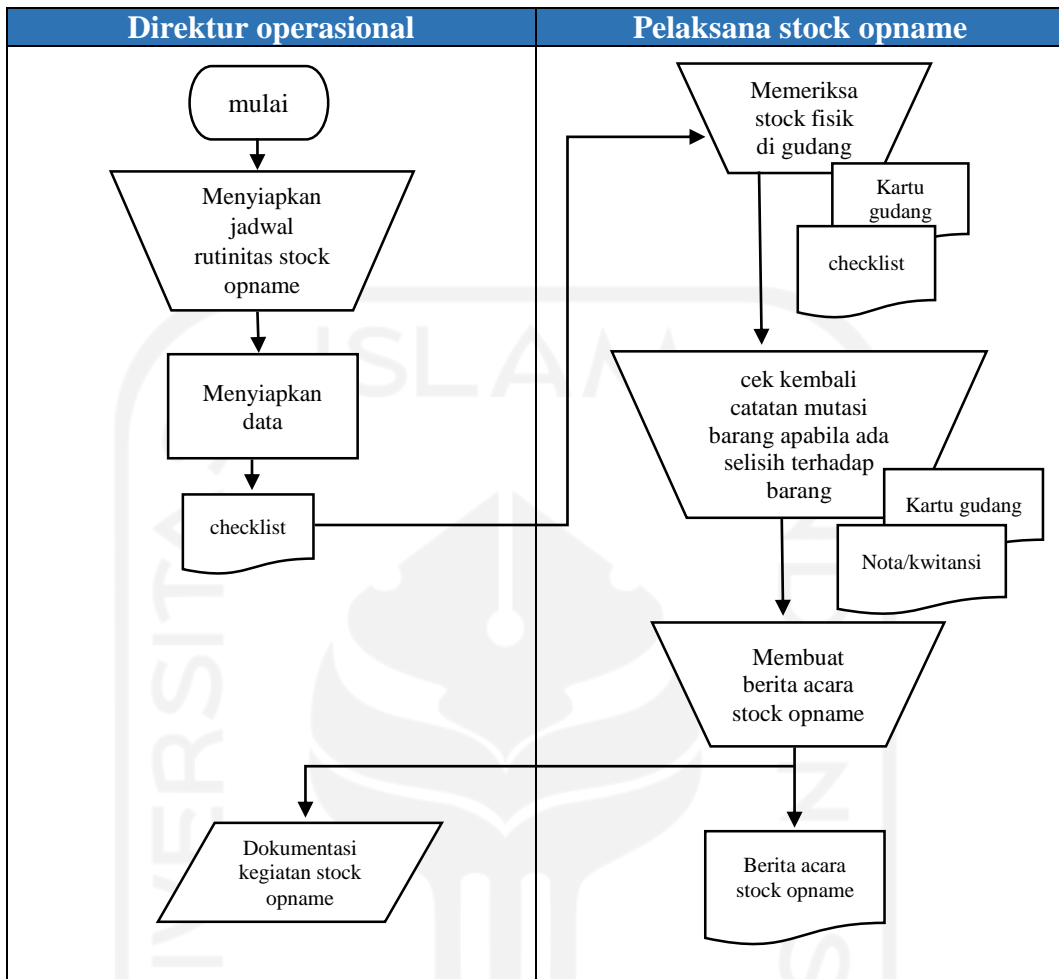 Direktur operasional
Pelaksana stock opname
mulai
Menyiapkan
jadwal
rutinitas stock
opname
Menyiapkan
data
checklist
Memeriksa
stock fisik
di gudang
Kartu
gudang
checklist
cek kembali
catatan mutasi
barang apabila ada
selisih terhadap
barang
Kartu gudang
Nota/kwitansi
Membuat
berita acara
stock opname
Dokumentasi
kegiatan stock
opname
Berita acara
stock opname
ISLAM